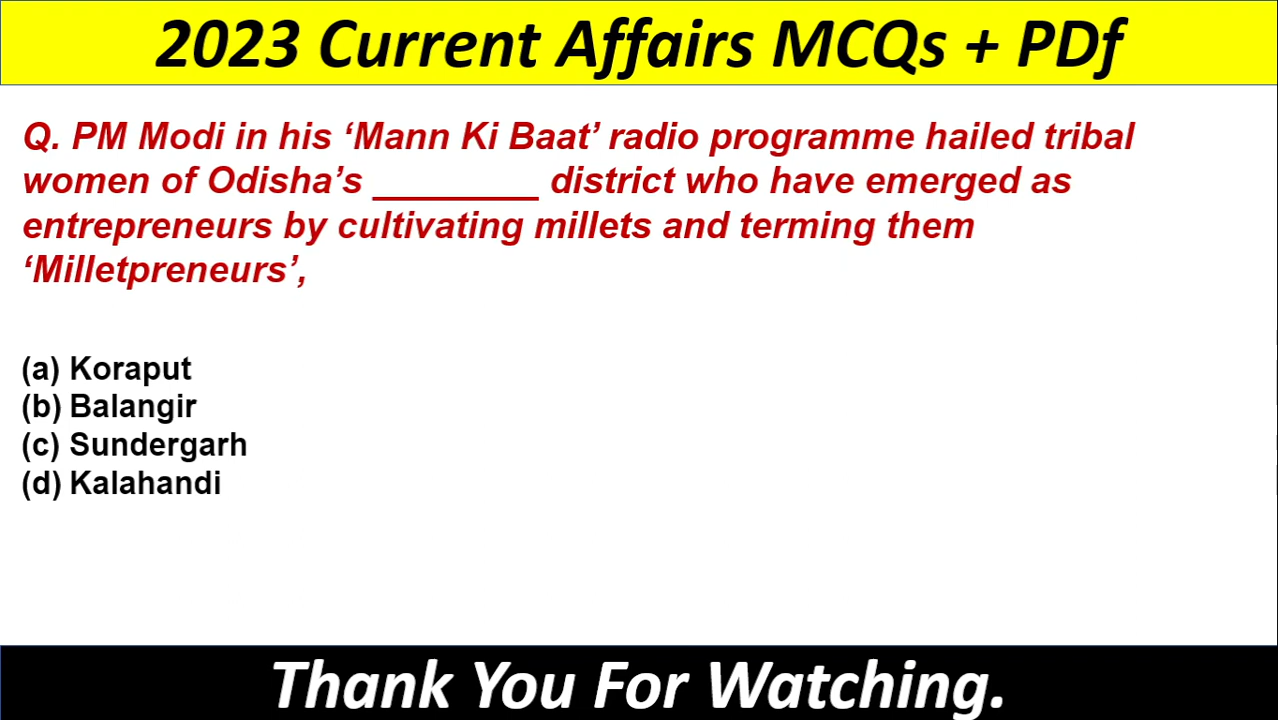 2023 Current Affairs MCQs + PDf
Q. PM Modi in his ‘Mann Ki Baat’ radio programme hailed tribal
women of Odisha’s ________ district who have emerged as
entrepreneurs by cultivating millets and terming them
‘Milletpreneurs’,
(a) Koraput
(b) Balangir
(c) Sundergarh
(d) Kalahandi
Thank You For Watching.